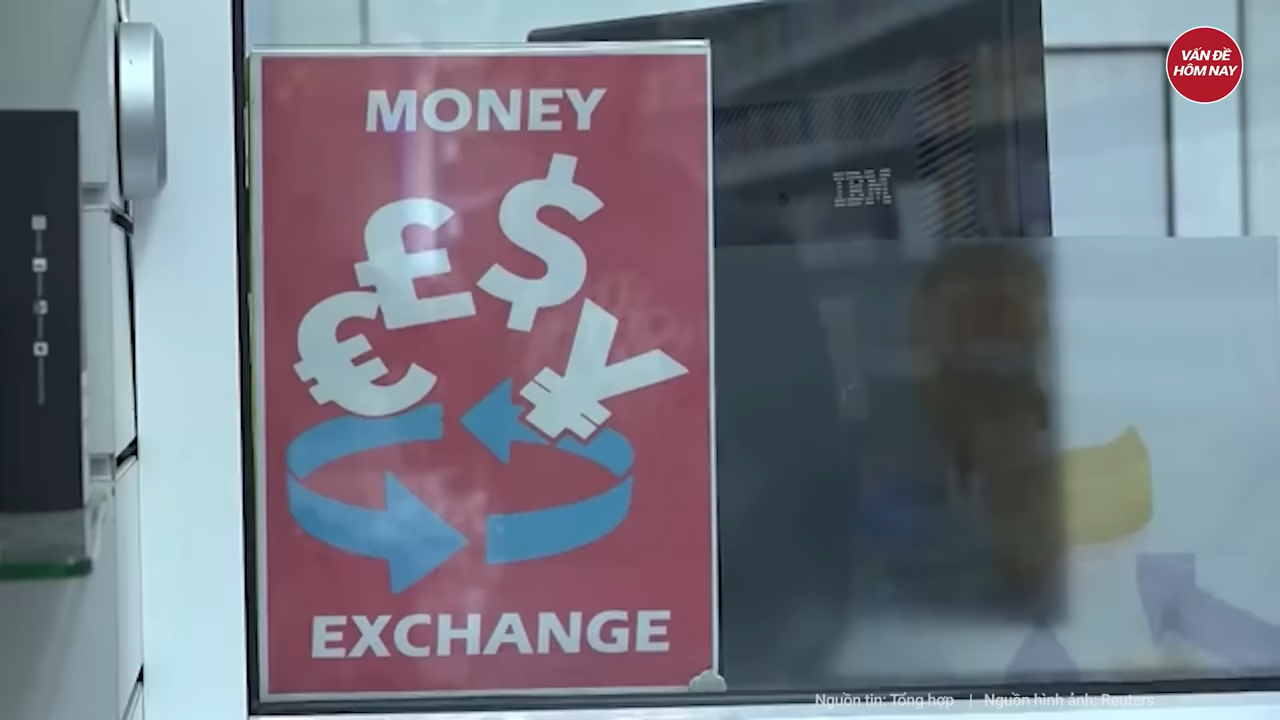 VẤN ĐỀ
HÔM NAY
MONEY
£ $
€ ¥
IBM
EXCHANGE
Nguồn tin: Tổng hợp | Nguồn hình ảnh: Reuters